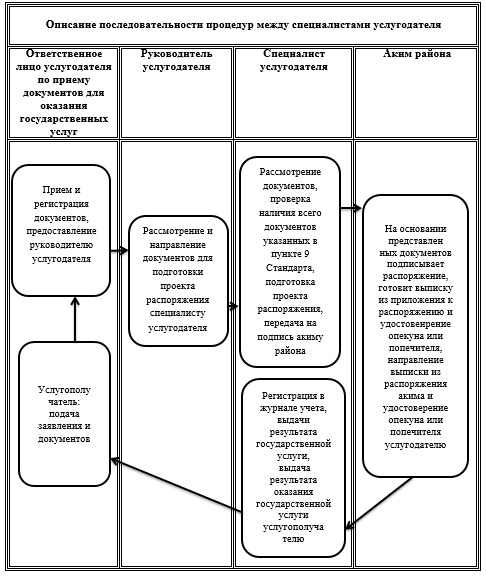 Описание последовательности процедур между специалистами услугодателя
Ответственное
лицо услугодателя
по приему
документов для
оказания
государственных
услуг
Руководитель
услугодателя
Специалист
услугодателя
Аким района
Прием и
регистрация
документов,
предоставление
руководителю
услугодателя
Рассмотрение и
направление
документов для
подготовки
проекта
распоряжения
специалисту
услугодателя
Рассмотрение
документов,
проверка
наличия всего
документов
указанных в
пункте 9
Стандарта,
подготовка
проекта
распоряжения,
передача на
подпись акиму
района
На основании
представлен
ных документов
подписывает
распоряжение,
готовит выписку
из приложения к
распоряжению и
удостовенрение
опекуна или
попечителя,
направление
выписки из
распоряжения
акима и
удостоверение
опекуна или
попечителя
услугодателю
Услугополу
чатель:
подача
заявления и
документов
Регистрация в
журнале учета,
выдачи
результата
государственной
услуги,
выдача
результата
оказания
государственной
услуги
услугополуча
телю